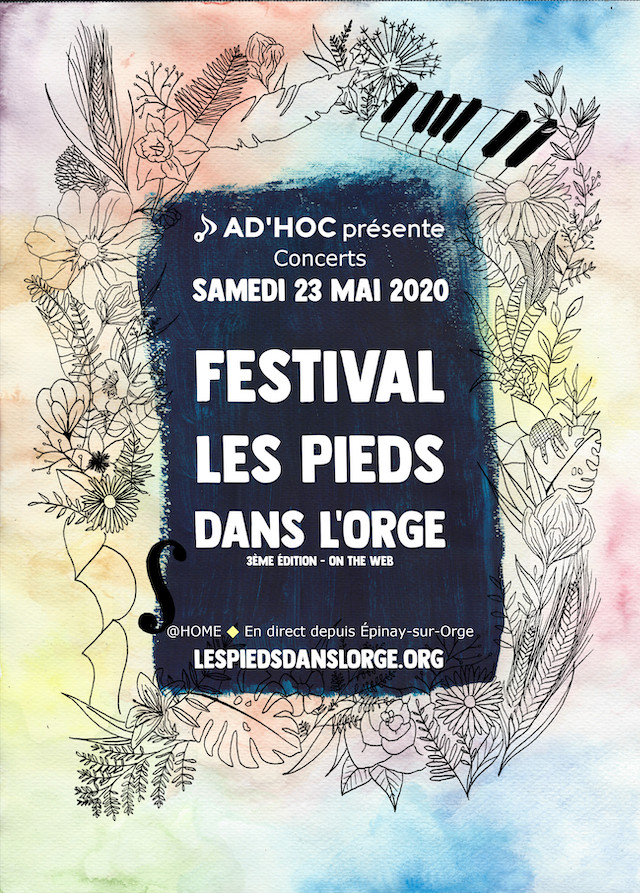 AD'HOC présente
Concerts
SAMEDI 23 MAI 2020
FESTIVAL
LES PIEDS
DANS L'ORGE
3ÈME ÉDITION - ON THE WEB
@HOME ◆ En direct depuis Épinay-sur-Orge
LESPIEDSDANSLORGE.ORG